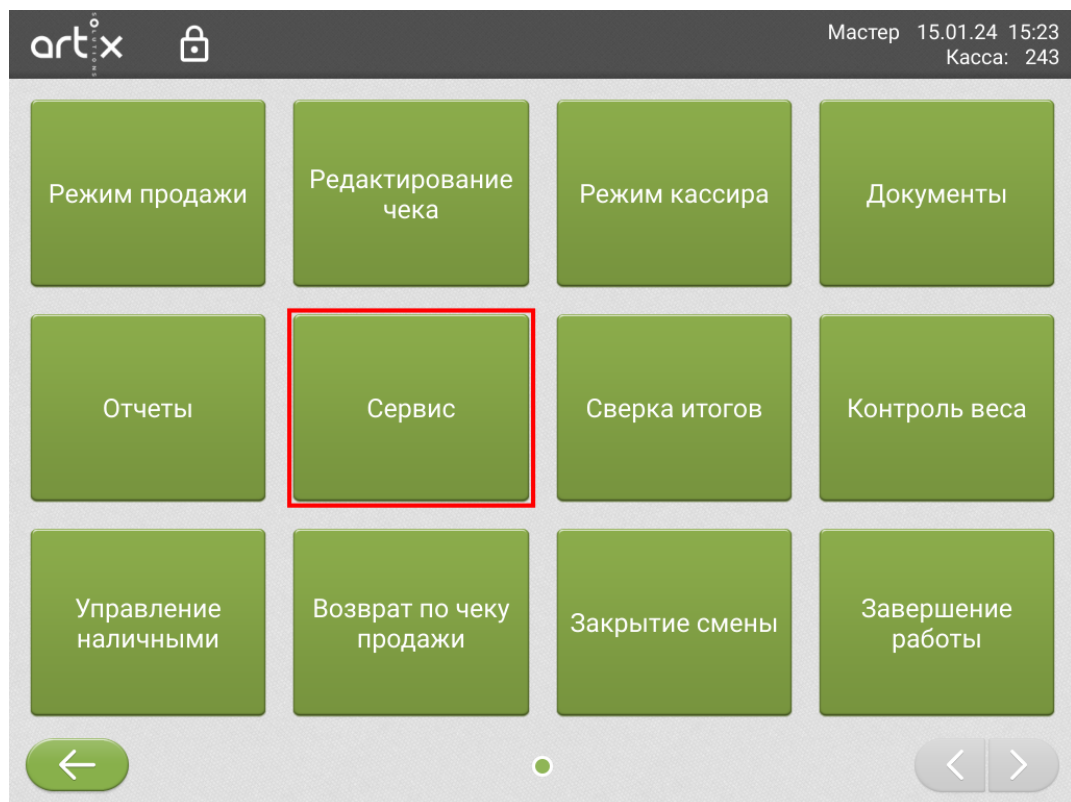 artix
Мастер 15.01.24 15:23
Касса: 243
Режим продажи
Редактирование
чека
Режим кассира
Документы
Отчеты
Сервис
Сверка итогов
Контроль веса
Управление
наличными
Возврат по чеку
продажи
Закрытие смены
Завершение
работы